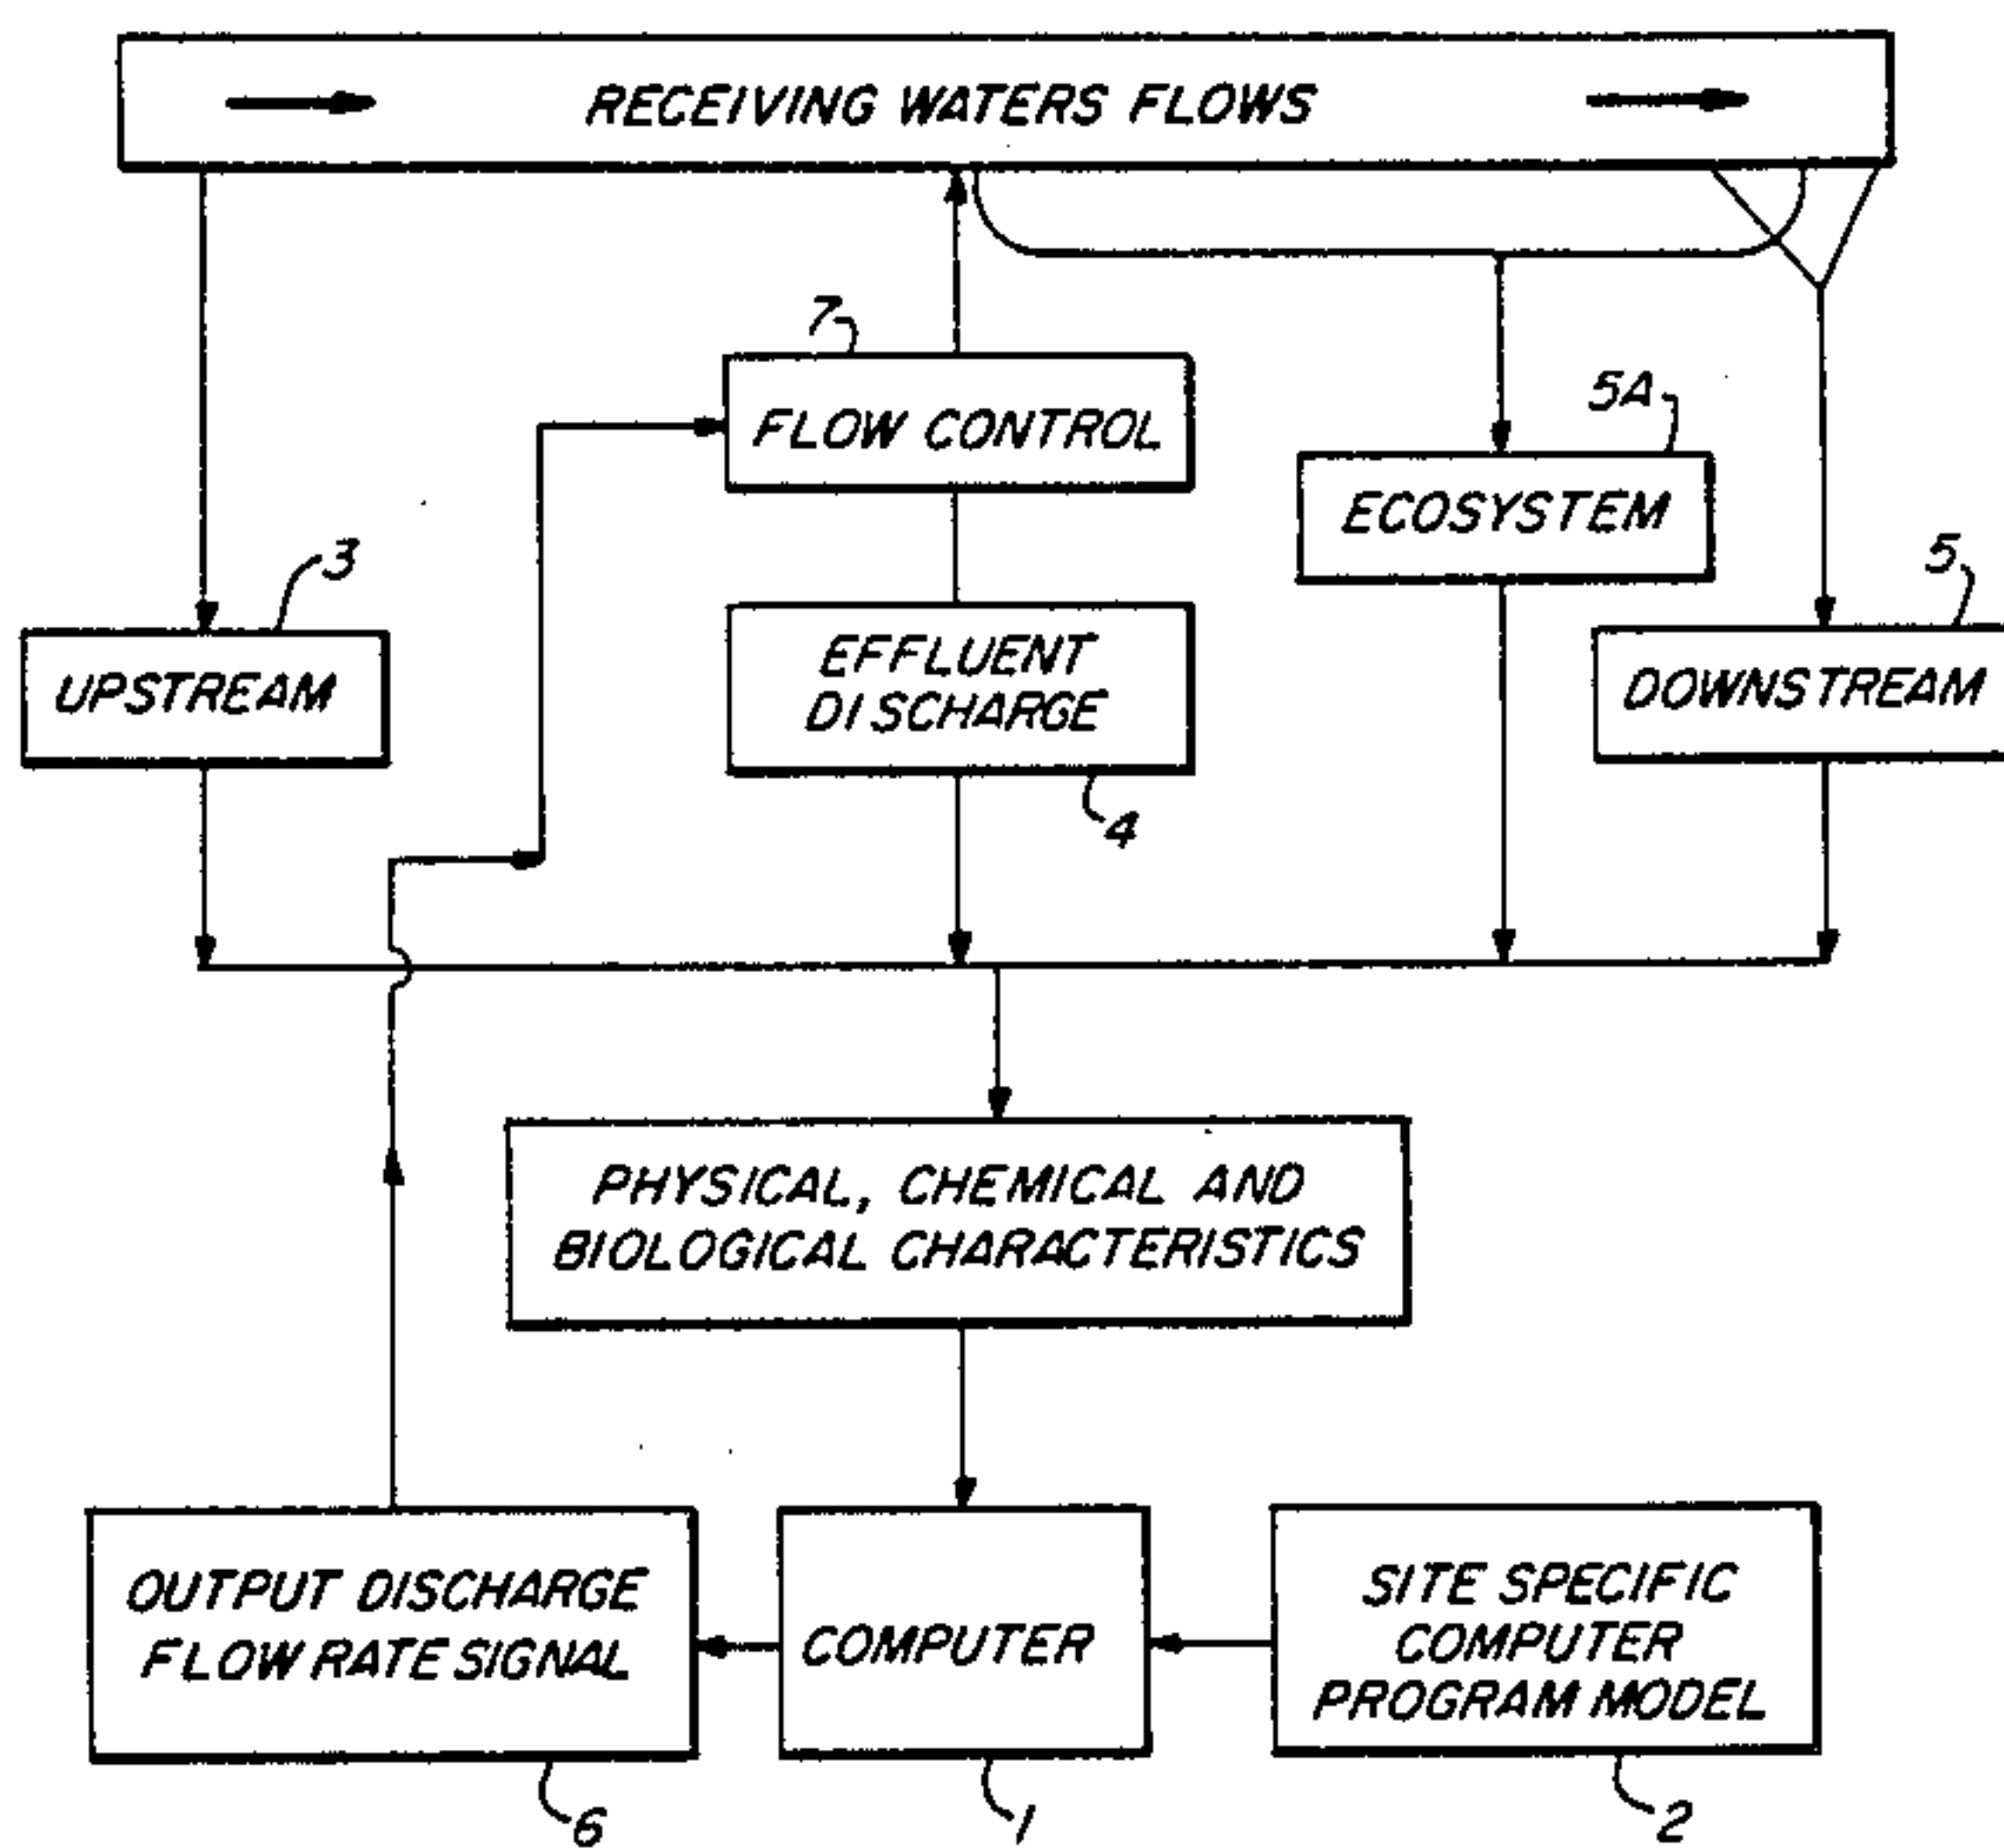 RECEIVING WATERS FLOWS
7
FLOW CONTROL
5A
ECOSYSTEM
3
UPSTREAM
EFFLUENT
DISCHARGE
4
5
DOWNSTREAM
PHYSICAL, CHEMICAL AND
BIOLOGICAL CHARACTERISTICS
OUTPUT DISCHARGE
FLOW RATE SIGNAL
6
COMPUTER
1
SITE SPECIFIC
COMPUTER
PROGRAM MODEL
2